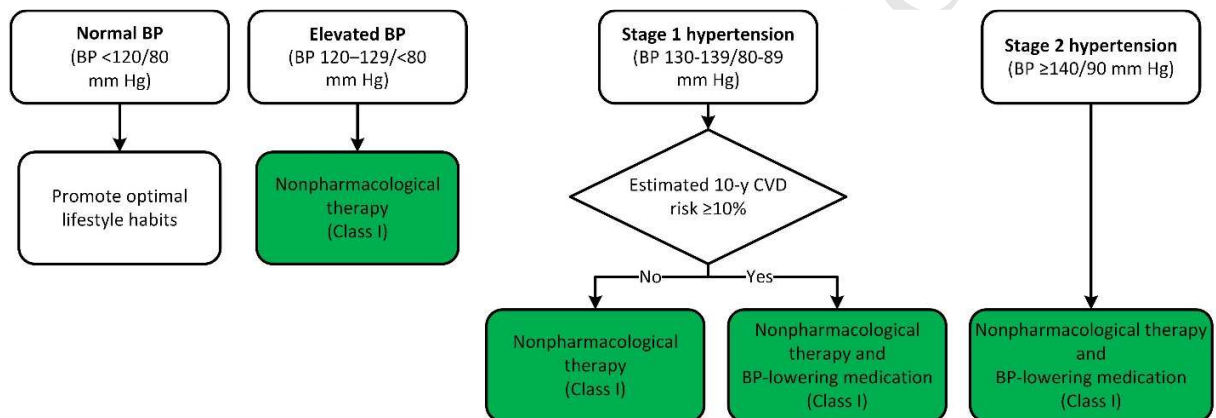 Normal BP
(BP <120/80
mm Hg)
Elevated BP
(BP 120–129/<80
mm Hg)
Stage 1 hypertension
(BP 130-139/80-89
mm Hg)
Stage 2 hypertension
(BP ≥140/90 mm Hg)
Promote optimal
lifestyle habits
Nonpharmacological
therapy
(Class I)
Estimated 10-y CVD
risk ≥10%
No
Yes
Nonpharmacological
therapy
(Class I)
Nonpharmacological
therapy and
BP-lowering medication
(Class I)
Nonpharmacological therapy
and
BP-lowering medication
(Class I)